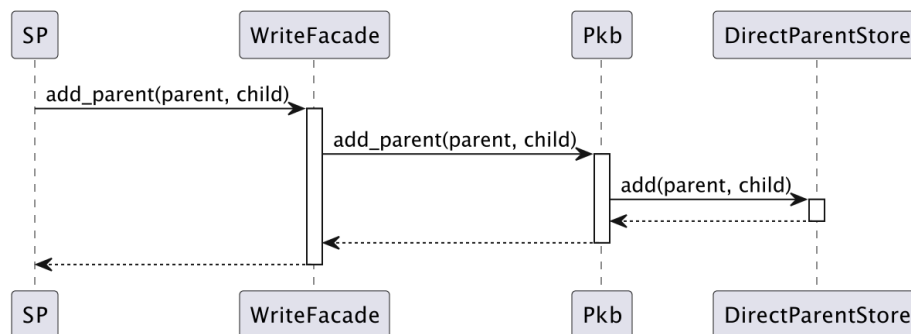 SP WriteFacade Pkb DirectParentStore
add_parent(parent, child)
add_parent(parent, child)
add(parent, child)
SP WriteFacade Pkb DirectParentStore